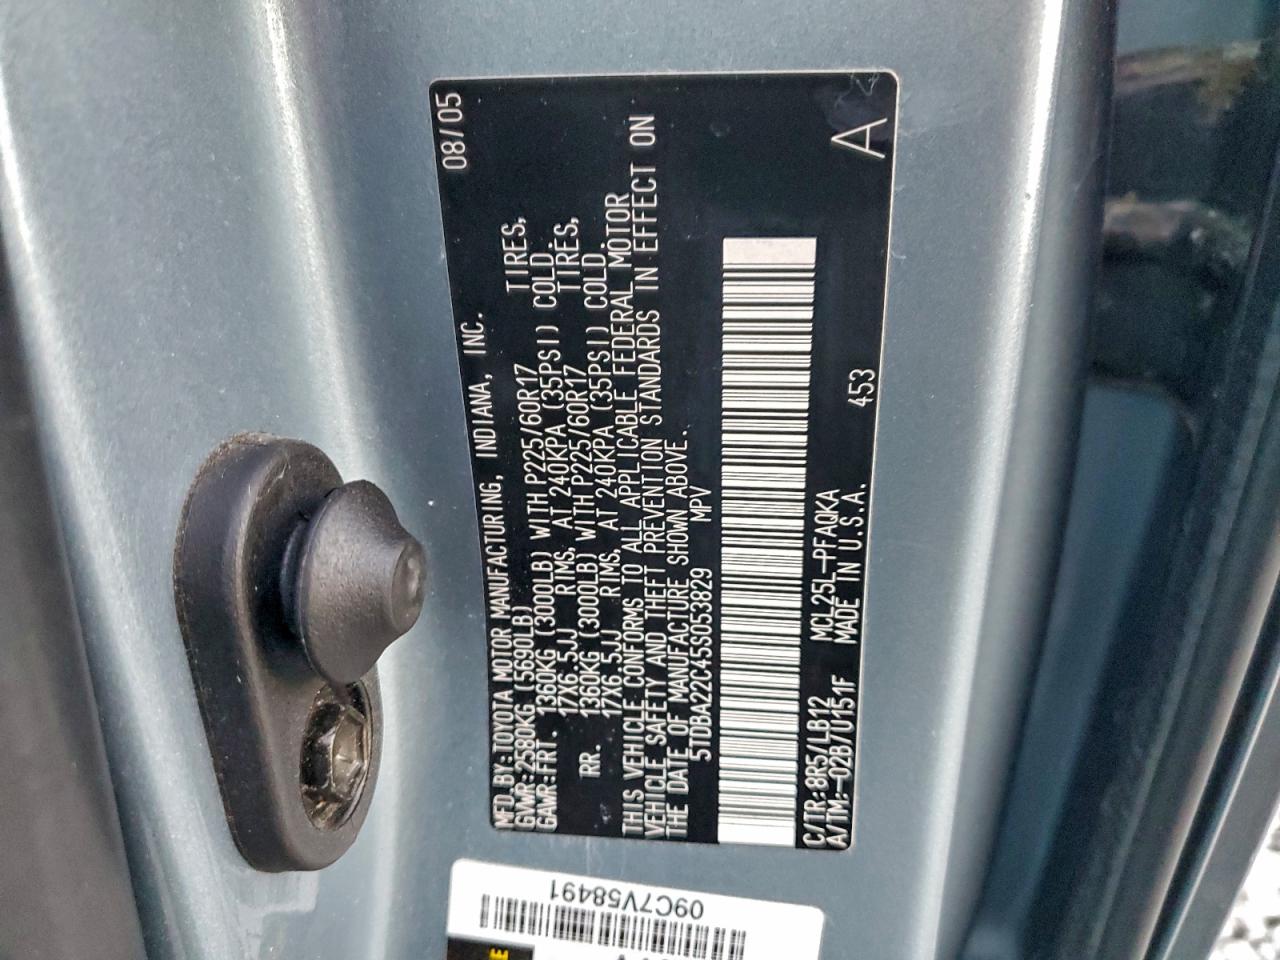 MFD.BY:TOYOTA MOTOR MANUFACTURING, INDIANA, INC. 08/05
GVWR:2580KG (5690LB)
GAWR:FRT. 1360KG (3000LB) WITH P225/60R17 TIRES,
17X6.5JJ RIMS, AT 240KPA (35PSI) COLD.
RR. 1360KG (3000LB) WITH P225/60R17 TIRES,
17X6.5JJ RIMS, AT 240KPA (35PSI) COLD.
THIS VEHICLE CONFORMS TO ALL APPLICABLE FEDERAL MOTOR
VEHICLE SAFETY AND THEFT PREVENTION STANDARDS IN EFFECT ON
THE DATE OF MANUFACTURE SHOWN ABOVE.
5TDBA22C45S053829 MPV
C/TR:8R5/LB12 MCL25L-PFAQKA 453 A
A/TM:-02B/U151F MADE IN U.S.A.
09C7V58491